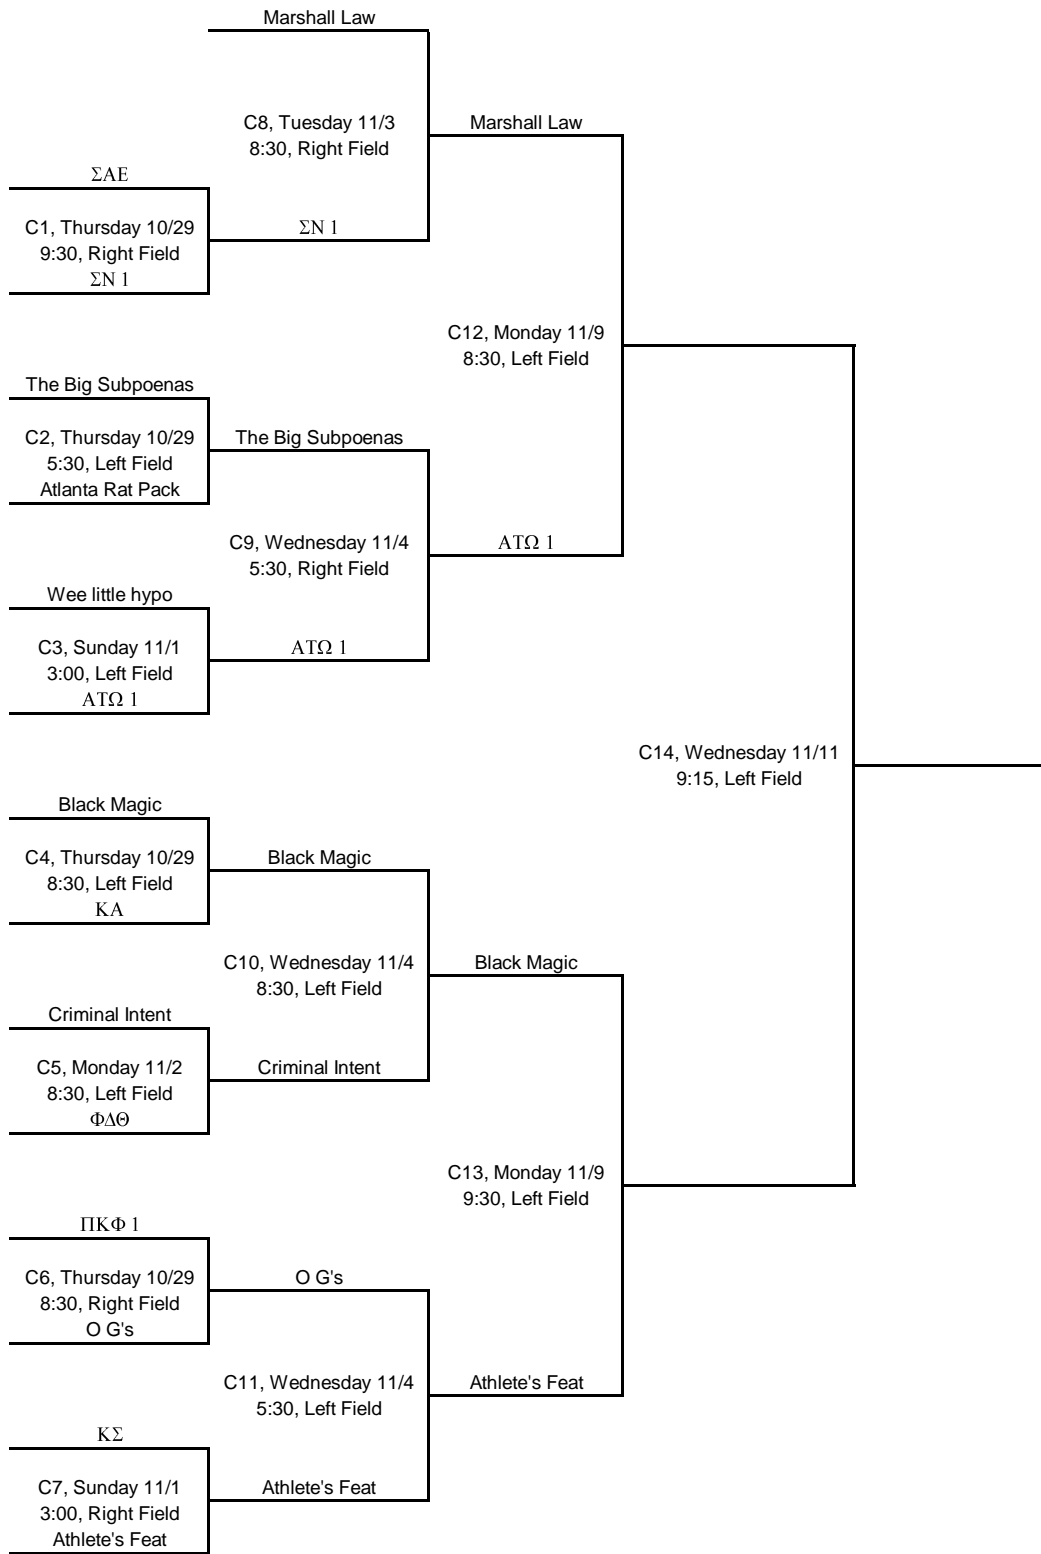 Marshall Law
C8, Tuesday 11/3
8:30, Right Field
Marshall Law
ΣΑΕ
C1, Thursday 10/29
9:30, Right Field
ΣΝ 1
ΣΝ 1
C12, Monday 11/9
8:30, Left Field
The Big Subpoenas
C2, Thursday 10/29
5:30, Left Field
Atlanta Rat Pack
The Big Subpoenas
C9, Wednesday 11/4
5:30, Right Field
ΑΤΩ 1
Wee little hypo
C3, Sunday 11/1
3:00, Left Field
ΑΤΩ 1
ΑΤΩ 1
C14, Wednesday 11/11
9:15, Left Field
Black Magic
C4, Thursday 10/29
8:30, Left Field
ΚΑ
Black Magic
C10, Wednesday 11/4
8:30, Left Field
Black Magic
Criminal Intent
C5, Monday 11/2
8:30, Left Field
ΦΔΘ
Criminal Intent
C13, Monday 11/9
9:30, Left Field
ΠΚΦ 1
C6, Thursday 10/29
8:30, Right Field
O G's
O G's
C11, Wednesday 11/4
5:30, Left Field
Athlete's Feat
ΚΣ
C7, Sunday 11/1
3:00, Right Field
Athlete's Feat
Athlete's Feat